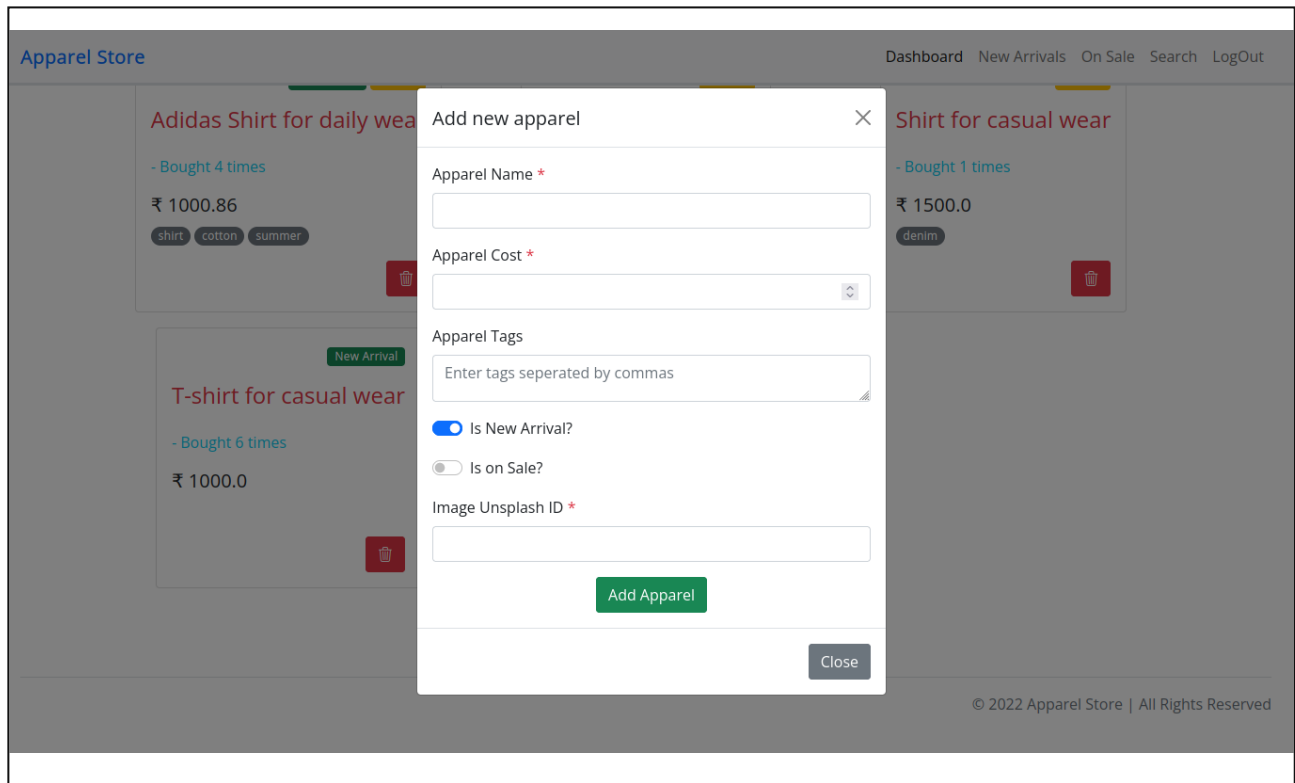 Apparel Store
Dashboard New Arrivals On Sale Search LogOut
Add new apparel
Adidas Shirt for daily wea
- Bought 4 times
₹ 1000.86
shirt cotton summer
Shirt for casual wear
- Bought 1 times
₹ 1500.0
denim
New Arrival
T-shirt for casual wear
- Bought 6 times
₹ 1000.0
Apparel Name *
Apparel Cost *
Apparel Tags
Enter tags seperated by commas
Is New Arrival?
Is on Sale?
Image Unsplash ID *
Add Apparel
Close
© 2022 Apparel Store | All Rights Reserved